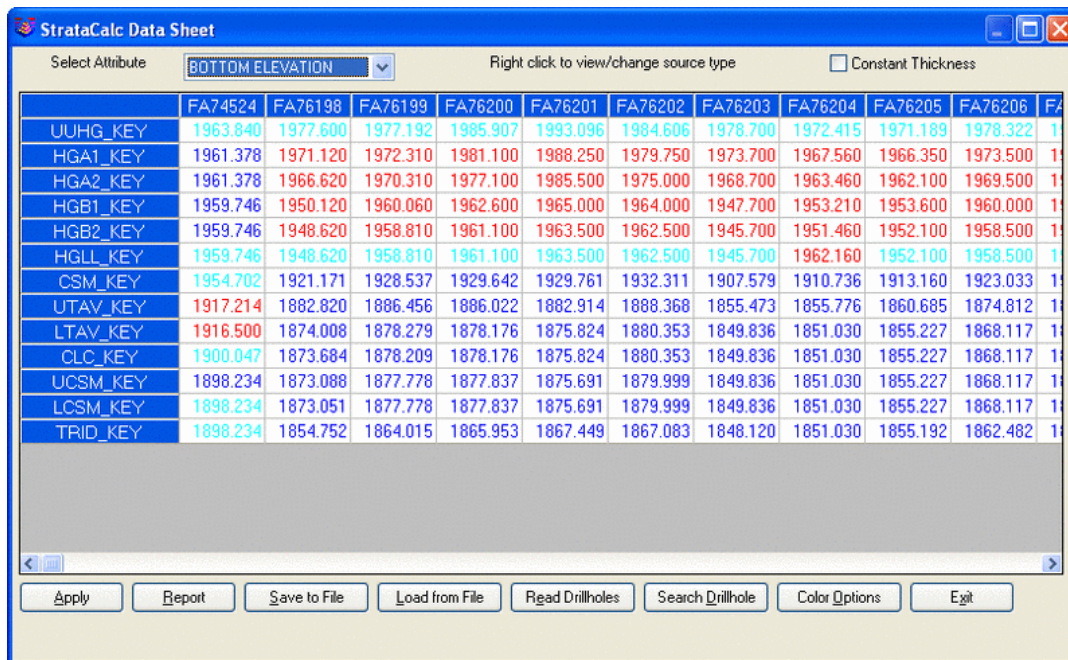 StrataCalc Data Sheet
Select Attribute BOTTOM ELEVATION Right click to view/change source type Constant Thickness
FA74524 FA76198 FA76199 FA76200 FA76201 FA76202 FA76203 FA76204 FA76205 FA76206 FA
UUHG_KEY 1963.840 1977.600 1977.192 1985.907 1993.096 1984.606 1978.700 1972.415 1971.189 1978.322
HGA1_KEY 1961.378 1971.120 1972.310 1981.100 1988.250 1979.750 1973.700 1967.560 1966.350 1973.500
HGA2_KEY 1961.378 1966.620 1970.310 1977.100 1985.500 1975.000 1968.700 1963.460 1962.100 1969.500
HGB1_KEY 1959.746 1950.120 1960.060 1962.600 1965.000 1964.000 1947.700 1953.210 1953.600 1960.000
HGB2_KEY 1959.746 1948.620 1958.810 1961.100 1963.500 1962.500 1945.700 1951.460 1952.100 1958.500
HGLL_KEY 1959.746 1948.620 1958.810 1961.100 1963.500 1962.500 1945.700 1962.160 1952.100 1958.500
CSM_KEY 1954.702 1921.171 1928.537 1929.642 1929.761 1932.311 1907.579 1910.736 1913.160 1923.033
UTAV_KEY 1917.214 1882.820 1886.456 1886.022 1882.914 1888.368 1855.473 1855.776 1860.685 1874.812
LTAV_KEY 1916.500 1874.008 1878.279 1878.176 1875.824 1880.353 1849.836 1851.030 1855.227 1868.117
CLC_KEY 1900.047 1873.684 1878.209 1878.176 1875.824 1880.353 1849.836 1851.030 1855.227 1868.117
UCSM_KEY 1898.234 1873.088 1877.778 1877.837 1875.691 1879.999 1849.836 1851.030 1855.227 1868.117
LCSM_KEY 1898.234 1873.051 1877.778 1877.837 1875.691 1879.999 1849.836 1851.030 1855.227 1868.117
TRID_KEY 1898.234 1854.752 1864.015 1865.953 1867.449 1867.083 1848.120 1851.030 1855.192 1862.482
Apply Report Save to File Load from File Read Drillholes Search Drillhole Color Options Exit